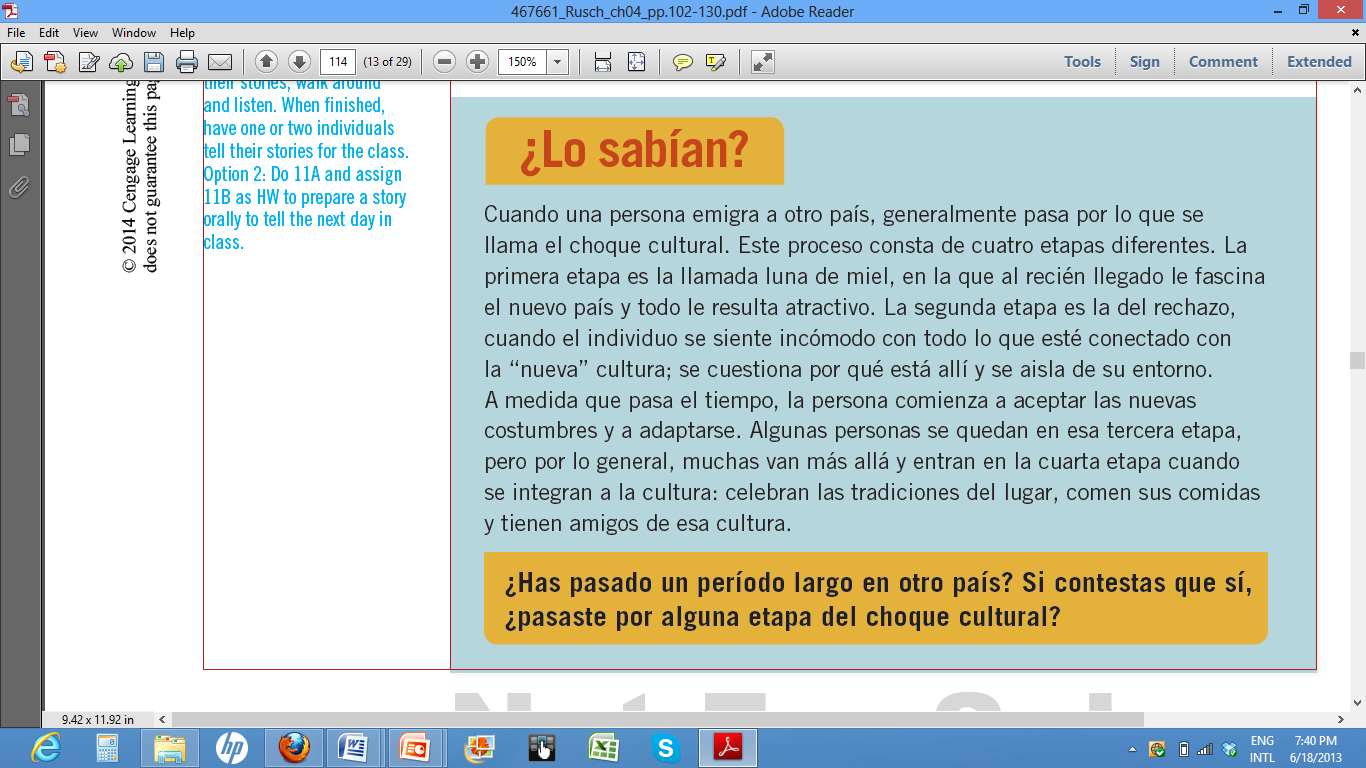 467661_Rusch_ch04_pp.102-130.pdf - Adobe Reader
File Edit View Window Help
114 (13 of 29) 150% Tools Sign Comment Extended
© 2014 Cengage Learning
does not guarantee this pag
their stories, walk around
and listen. When finished,
have one or two individuals
tell their stories for the class.
Option 2: Do 11A and assign
11B as HW to prepare a story
orally to tell the next day in
class.
¿Lo sabían?
Cuando una persona emigra a otro país, generalmente pasa por lo que se
llama el choque cultural. Este proceso consta de cuatro etapas diferentes. La
primera etapa es la llamada luna de miel, en la que al recién llegado le fascina
el nuevo país y todo le resulta atractivo. La segunda etapa es la del rechazo,
cuando el individuo se siente incómodo con todo lo que esté conectado con
la “nueva” cultura; se cuestiona por qué está allí y se aisla de su entorno.
A medida que pasa el tiempo, la persona comienza a aceptar las nuevas
costumbres y a adaptarse. Algunas personas se quedan en esa tercera etapa,
pero por lo general, muchas van más allá y entran en la cuarta etapa cuando
se integran a la cultura: celebran las tradiciones del lugar, comen sus comidas
y tienen amigos de esa cultura.
¿Has pasado un período largo en otro país? Si contestas que sí,
¿pasaste por alguna etapa del choque cultural?
9.42 x 11.92 in
ENG 7:40 PM
INTL 6/18/2013